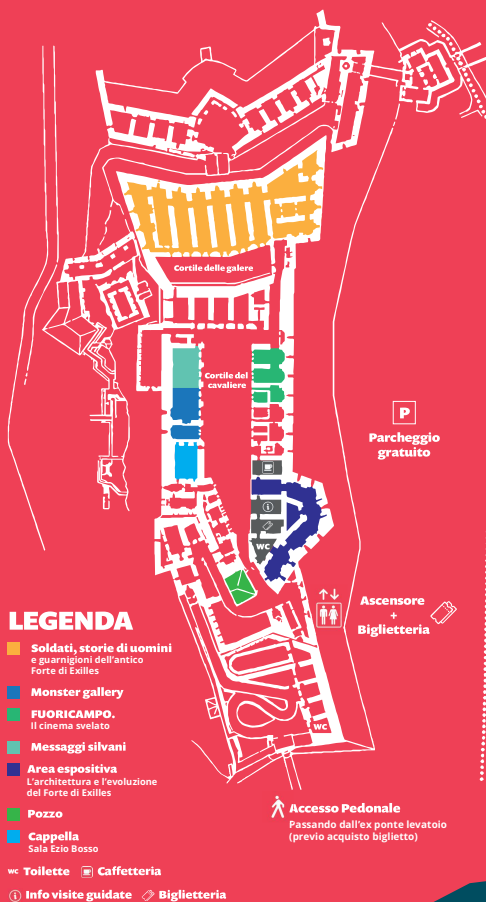 Cortile delle galere
Cortile del
cavaliere
P
Parcheggio
gratuito
i
WC
Ascensore
+
Biglietteria
WC
LEGENDA
Soldati, storie di uomini
e guarnigioni dell'antico
Forte di Exilles
Monster gallery
FUORICAMPO.
Il cinema svelato
Messaggi silvani
Area espositiva
L'architettura e l'evoluzione
del Forte di Exilles
Pozzo
Cappella
Sala Ezio Bosso
WC Toilette Caffetteria
i Info visite guidate Biglietteria
Accesso Pedonale
Passando dall'ex ponte levatoio
(previo acquisto biglietto)